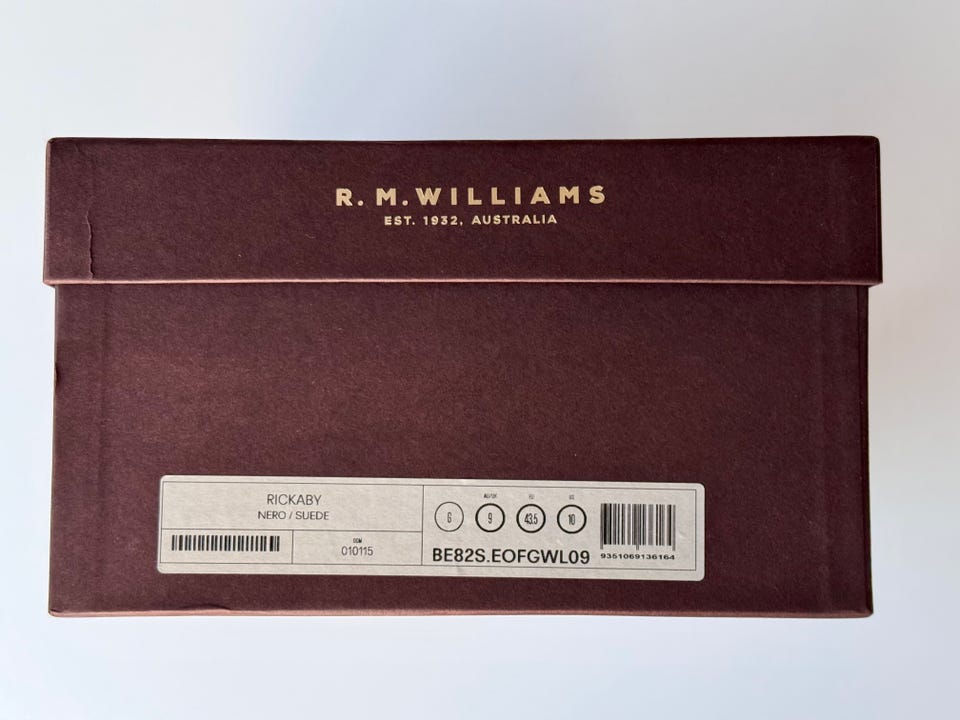 R.M.WILLIAMS
EST. 1932, AUSTRALIA
RICKABY
NERO / SUEDE
010115
G
AU/UK
9
EU
43.5
US
10
BE82S.EOFGWL09
9351069136164